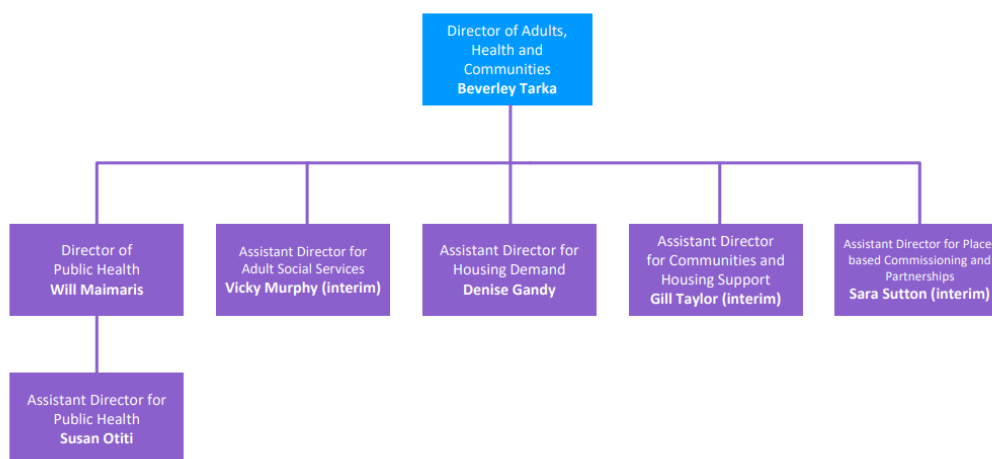 Director of Adults,
Health and
Communities
Beverley Tarka
Director of
Public Health
Will Maimaris
Assistant Director for
Adult Social Services
Vicky Murphy (interim)
Assistant Director for
Housing Demand
Denise Gandy
Assistant Director
for Communities and
Housing Support
Gill Taylor (interim)
Assistant Director for Place-
based Commissioning and
Partnerships
Sara Sutton (interim)
Assistant Director for
Public Health
Susan Otiti